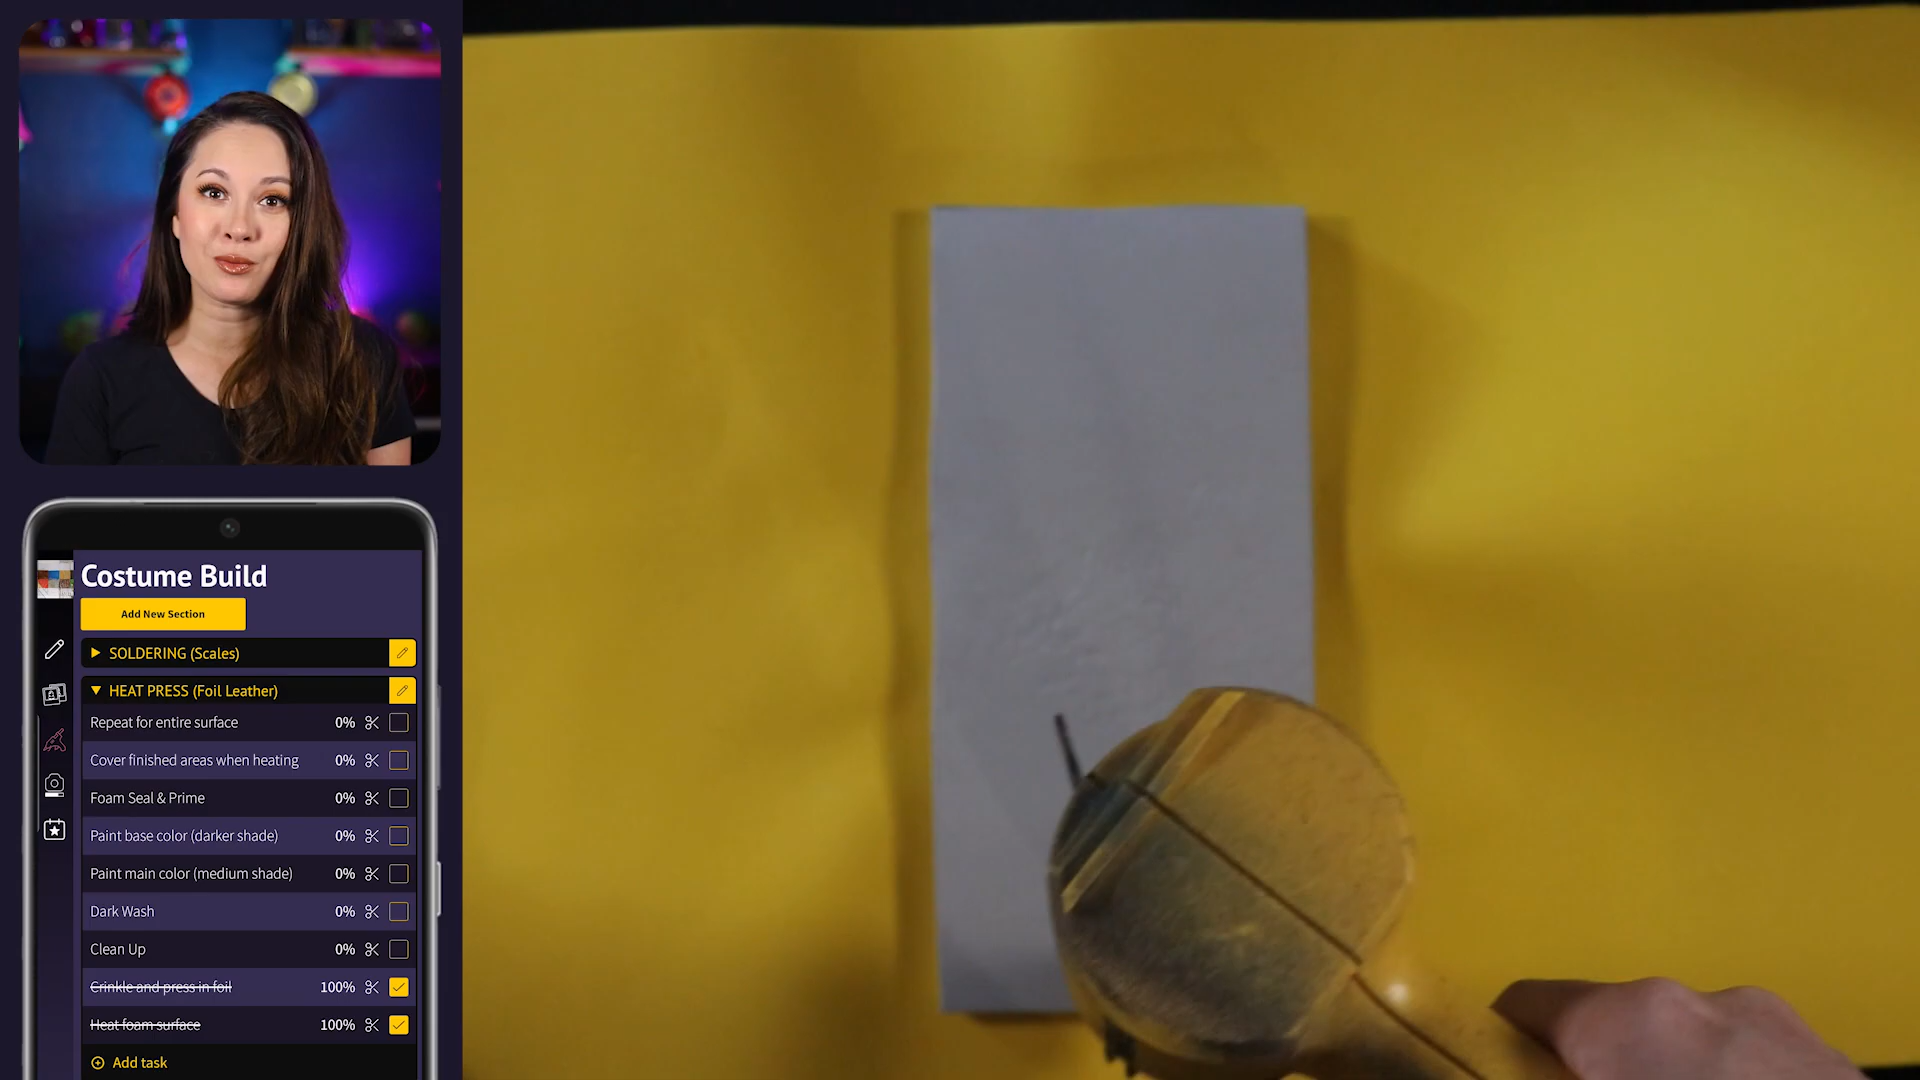 Costume Build
Add New Section
SOLDERING (Scales)
HEAT PRESS (Foil Leather)
Repeat for entire surface 0%
Cover finished areas when heating 0%
Foam Seal & Prime 0%
Paint base color (darker shade) 0%
Paint main color (medium shade) 0%
Dark Wash 0%
Clean Up 0%
Crinkle and press in foil 100%
Heat foam surface 100%
Add task